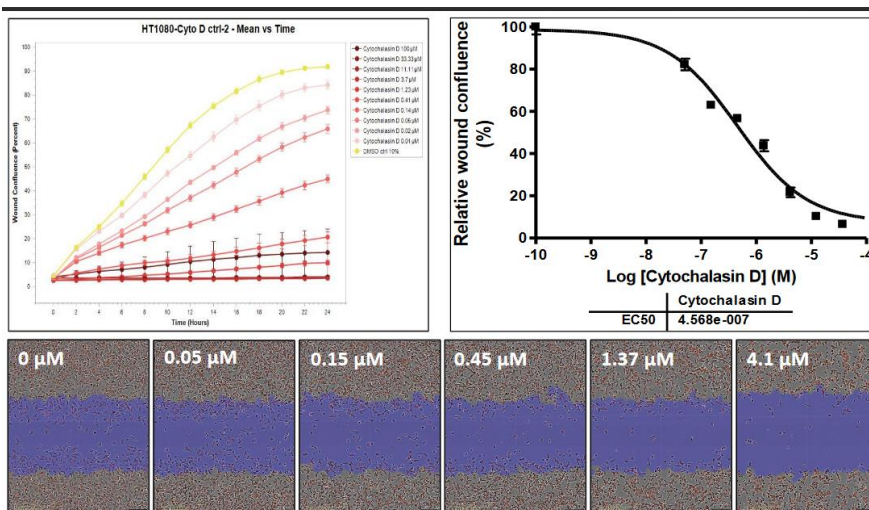 HT1080-Cyto D ctrl-2 - Mean vs Time
Wound Confluence (Percent)
100
90
80
70
60
50
40
30
20
10
0
0 2 4 6 8 10 12 14 16 18 20 22 24
Time (Hours)
Cytochalasin D 100 µM
Cytochalasin D 33.33 µM
Cytochalasin D 11.11 µM
Cytochalasin D 3.7 µM
Cytochalasin D 1.23 µM
Cytochalasin D 0.41 µM
Cytochalasin D 0.14 µM
Cytochalasin D 0.05 µM
Cytochalasin D 0.02 µM
Cytochalasin D 0.01 µM
DMSO ctrl 10%
Relative wound confluence
(%)
100
80
60
40
20
0
-10 -9 -8 -7 -6 -5 -4
Log [Cytochalasin D] (M)
Cytochalasin D
EC50 4.568e-007
0 µM 0.05 µM 0.15 µM 0.45 µM 1.37 µM 4.1 µM